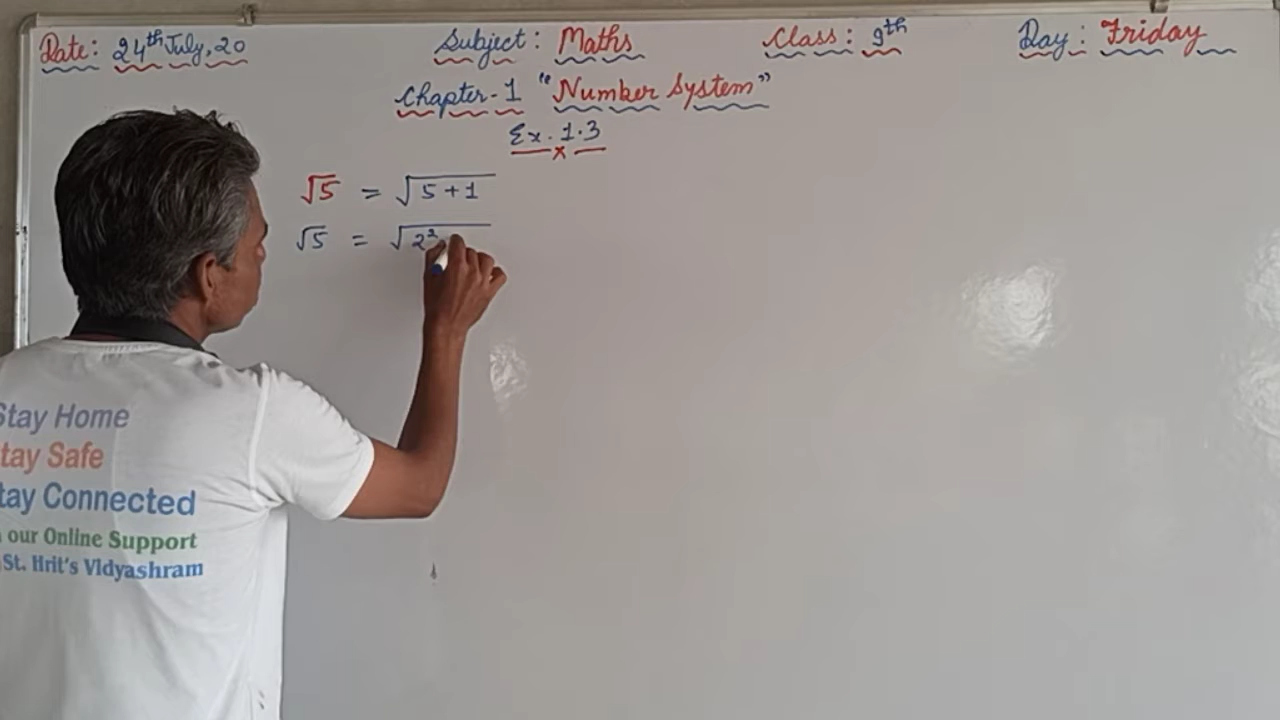 Date: 24th July, 20 Subject: Maths Class: 9th Day: Friday
Chapter-1 "Number System"
Ex. 1.3
√5 = √5+1
√5 = √2²
Stay Home
tay Safe
tay Connected
our Online Support
St. Hrit's Vidyashram